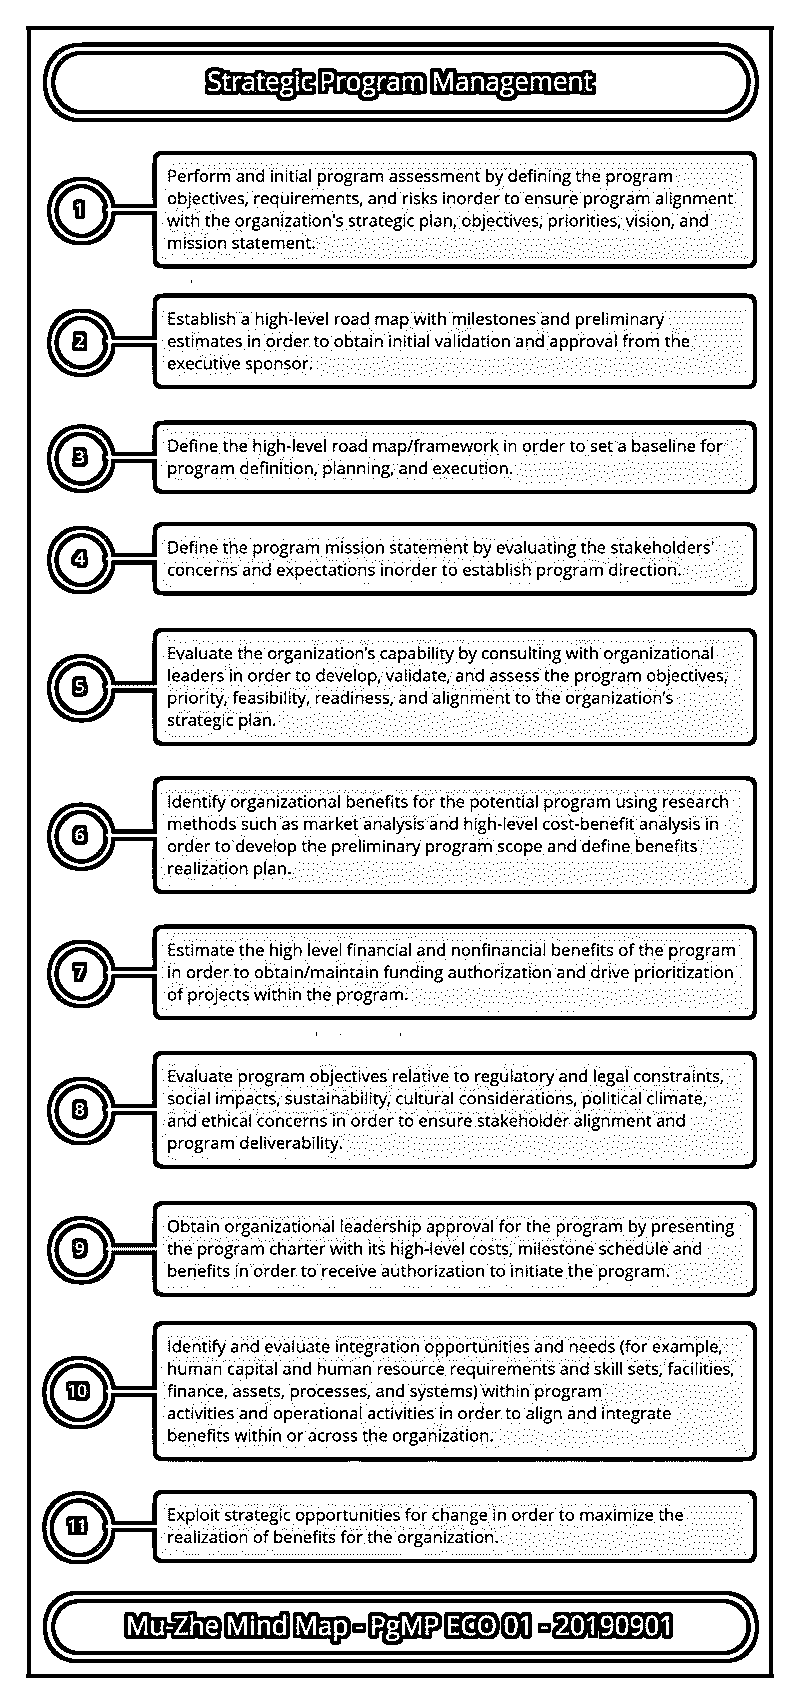 Strategic Program Management
1
Perform and initial program assessment by defining the program
objectives, requirements, and risks inorder to ensure program alignment
with the organization's strategic plan, objectives, priorities, vision, and
mission statement.
2
Establish a high-level road map with milestones and preliminary
estimates in order to obtain initial validation and approval from the
executive sponsor.
3
Define the high-level road map/framework in order to set a baseline for
program definition, planning, and execution.
4
Define the program mission statement by evaluating the stakeholders'
concerns and expectations inorder to establish program direction.
5
Evaluate the organization's capability by consulting with organizational
leaders in order to develop, validate, and assess the program objectives,
priority, feasibility, readiness, and alignment to the organization's
strategic plan.
6
Identify organizational benefits for the potential program using research
methods such as market analysis and high-level cost-benefit analysis in
order to develop the preliminary program scope and define benefits
realization plan.
7
Estimate the high level financial and nonfinancial benefits of the program
in order to obtain/maintain funding authorization and drive prioritization
of projects within the program.
8
Evaluate program objectives relative to regulatory and legal constraints,
social impacts, sustainability, cultural considerations, political climate,
and ethical concerns in order to ensure stakeholder alignment and
program deliverability.
9
Obtain organizational leadership approval for the program by presenting
the program charter with its high-level costs, milestone schedule and
benefits in order to receive authorization to initiate the program.
10
Identify and evaluate integration opportunities and needs (for example,
human capital and human resource requirements and skill sets, facilities,
finance, assets, processes, and systems) within program
activities and operational activities in order to align and integrate
benefits within or across the organization.
11
Exploit strategic opportunities for change in order to maximize the
realization of benefits for the organization.
Mu-Zhe Mind Map - PgMP ECO 01 - 20190901